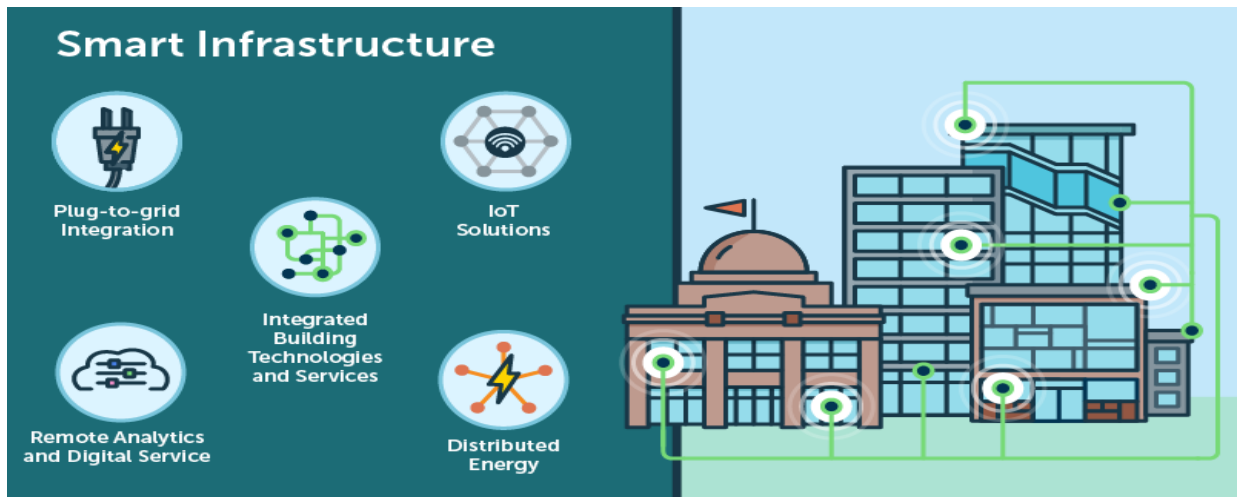 Smart Infrastructure
Plug-to-grid
Integration
IoT
Solutions
Integrated
Building
Technologies
and Services
Remote Analytics
and Digital Service
Distributed
Energy